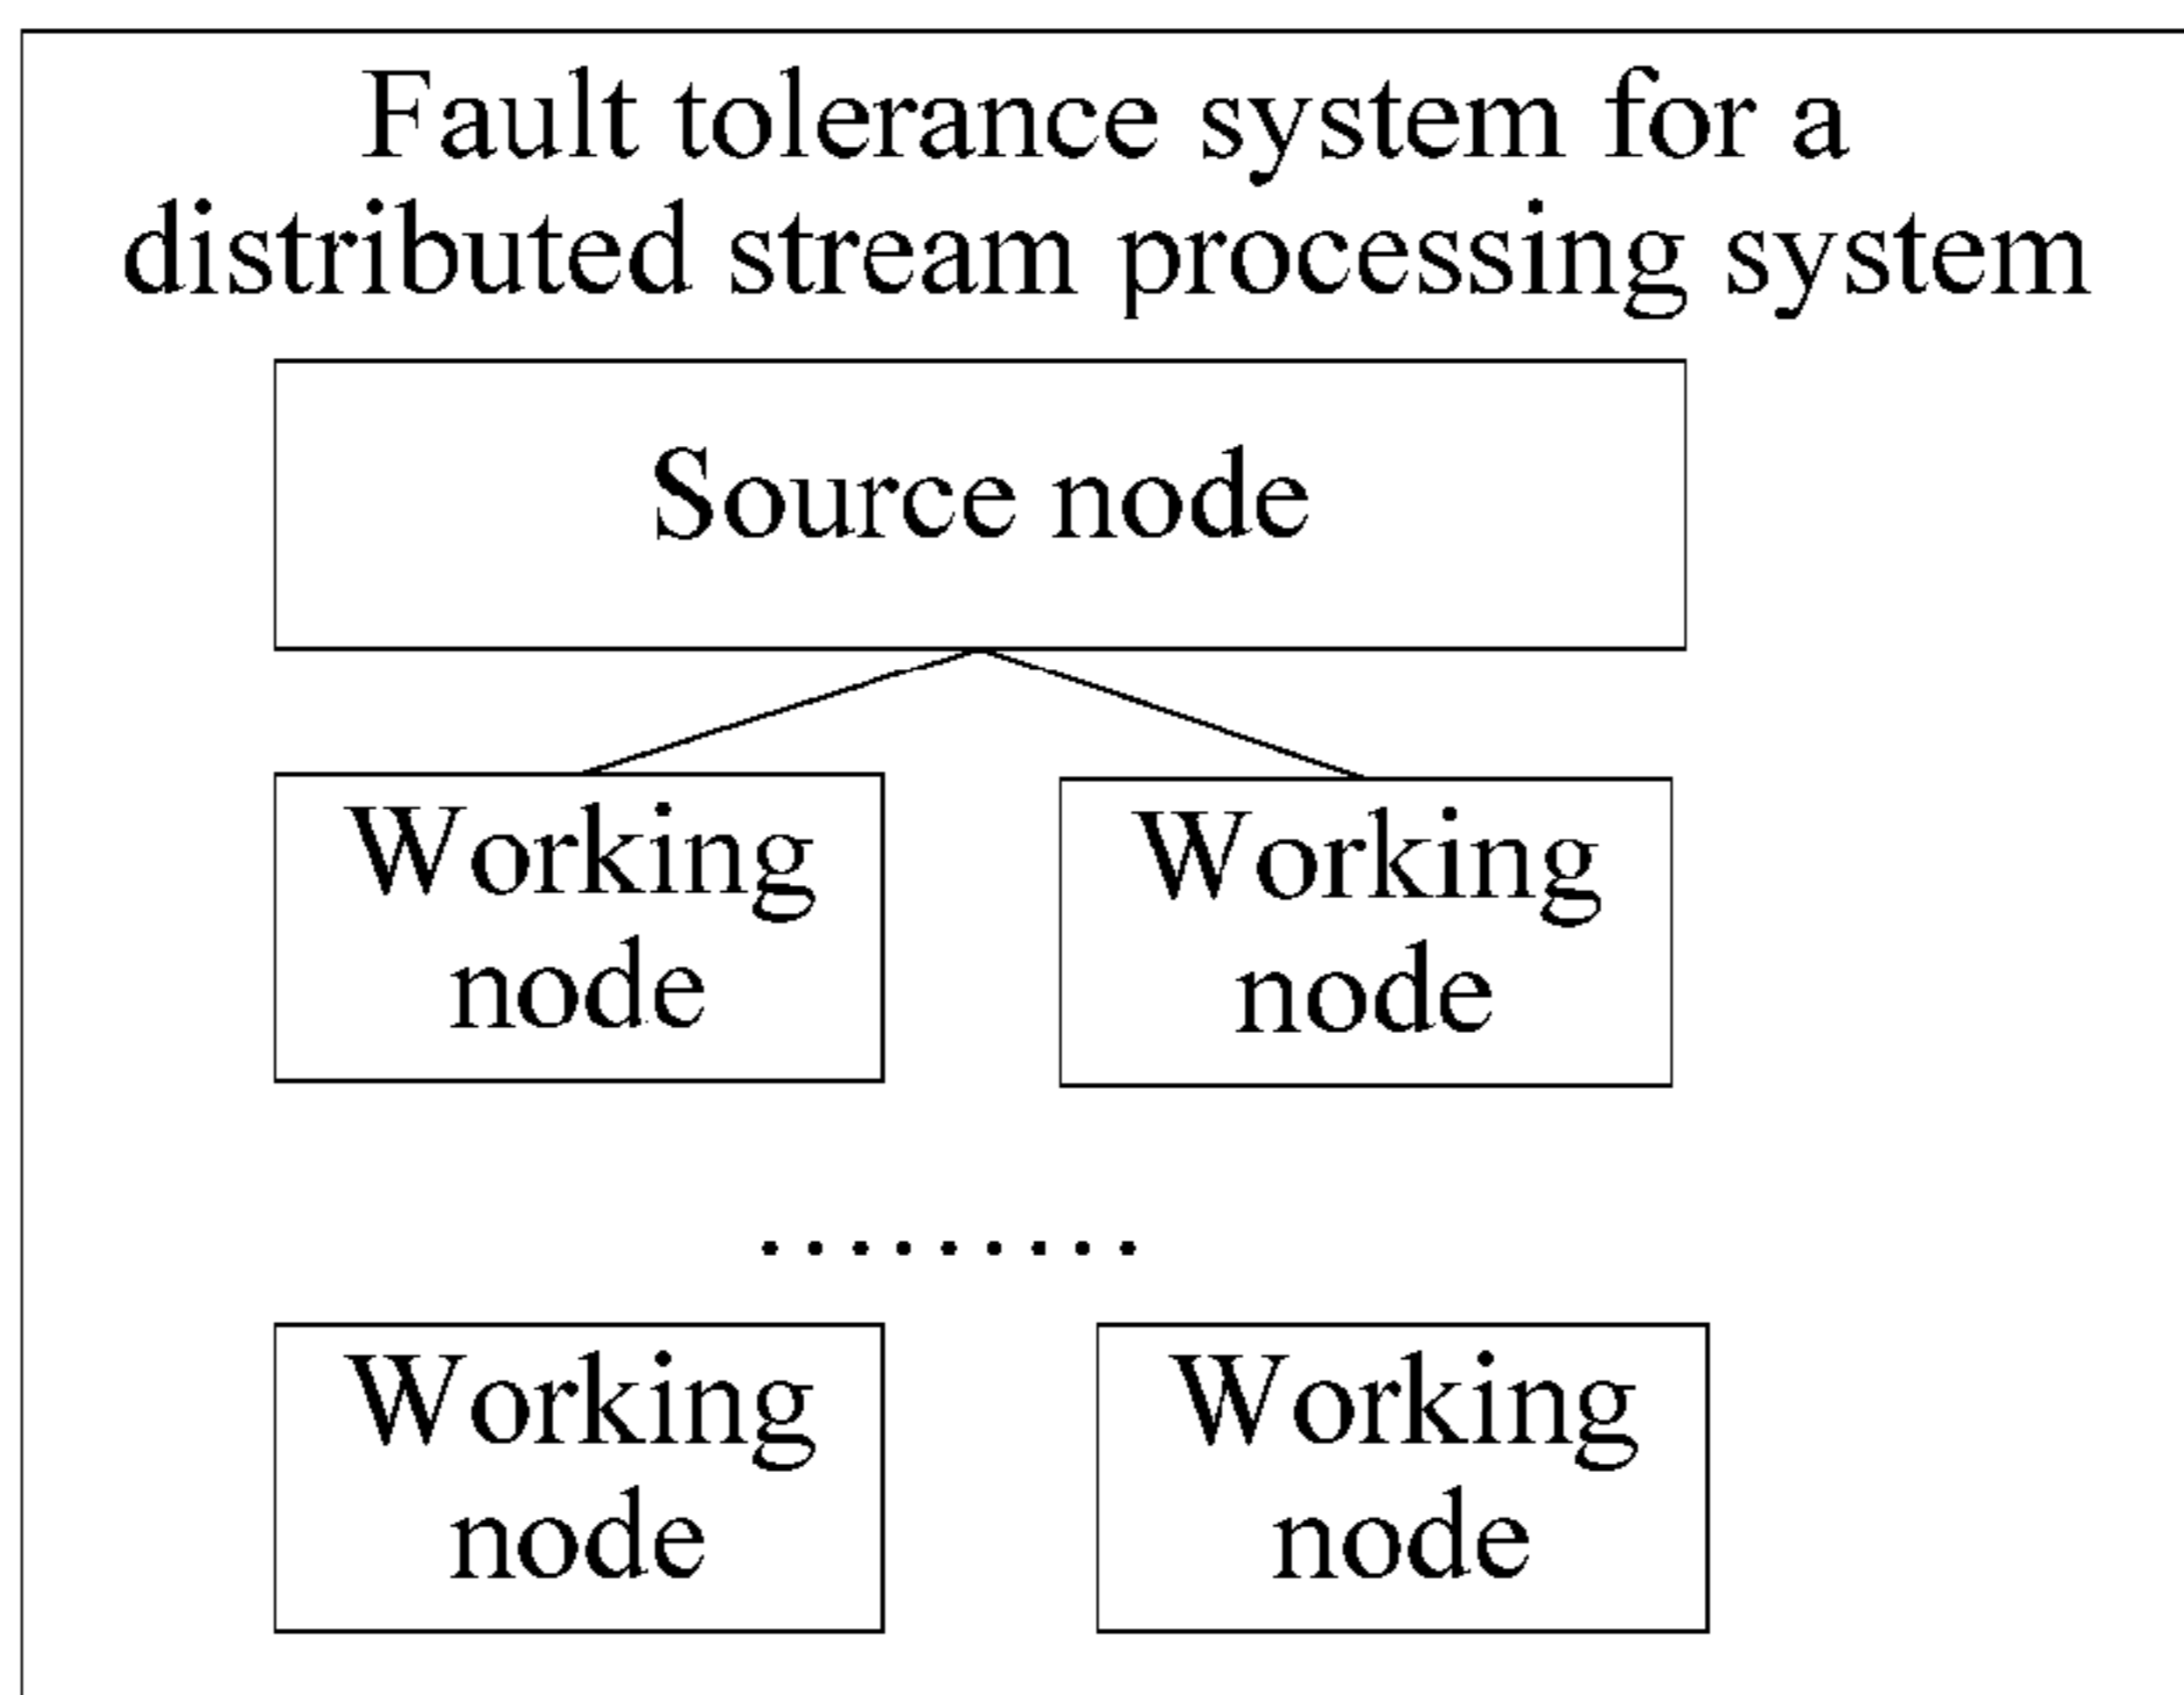 Fault tolerance system for a
distributed stream processing system
Source node
Working
node
Working
node
.........
Working
node
Working
node